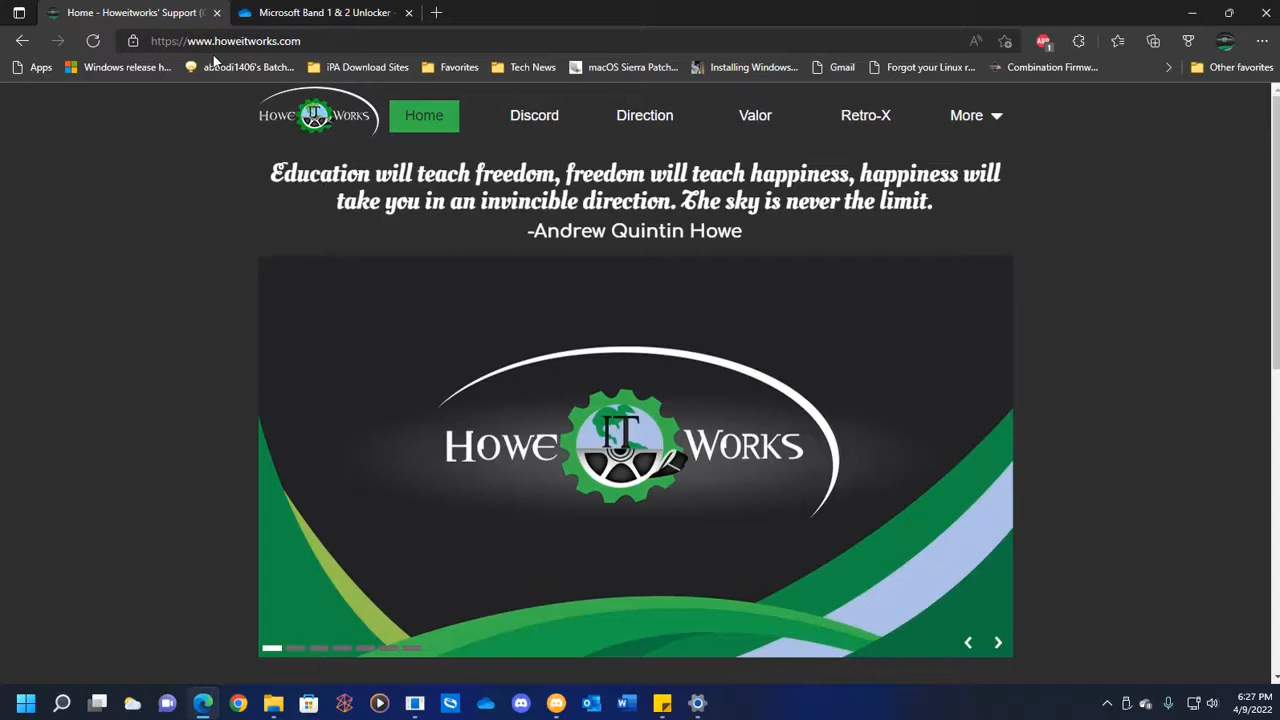 Home - Howeitworks' Support (
Microsoft Band 1 & 2 Unlocker -
https://www.howeitworks.com
1
Apps
Windows release h...
abbodi1406's Batch...
iPA Download Sites
Favorites
Tech News
macOS Sierra Patch...
Installing Windows...
Gmail
Forgot your Linux r...
Combination Firmw...
Other favorites
HOWE IT WORKS
Home
Discord
Direction
Valor
Retro-X
More
Education will teach freedom, freedom will teach happiness, happiness will
take you in an invincible direction. The sky is never the limit.
-Andrew Quintin Howe
HOWE IT WORKS
6:27 PM
4/9/2022